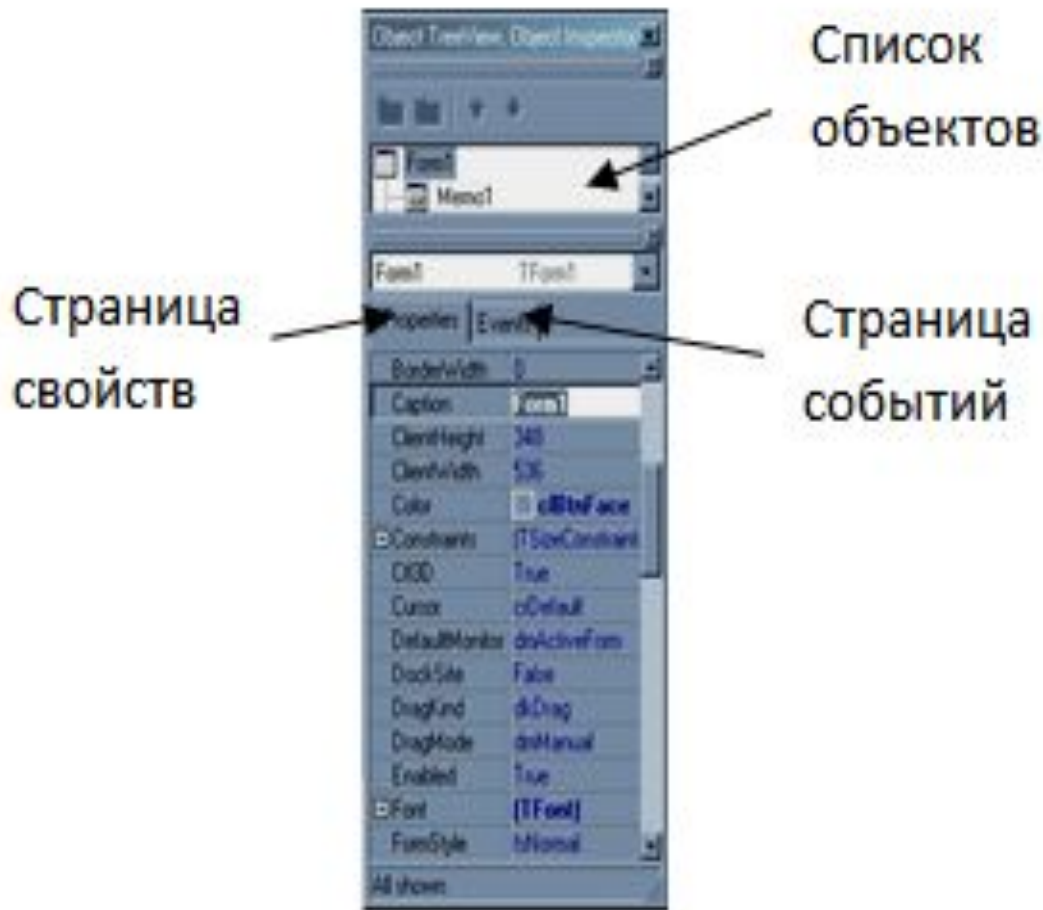 Object TreeView, Object Inspector
Список
объектов
Form1
Memo1
Form1 TForm1
Страница
свойств
Properties Events
Страница
событий
BorderWidth 0
Caption Form1
ClientHeight 348
ClientWidth 536
Color clBtnFace
Constraints (TSizeConstraint
Ctl3D True
Cursor crDefault
DefaultMonitor dmActiveForm
DockSite False
DragKind dkDrag
DragMode dmManual
Enabled True
Font (TFont)
FormStyle fsNormal
All shown